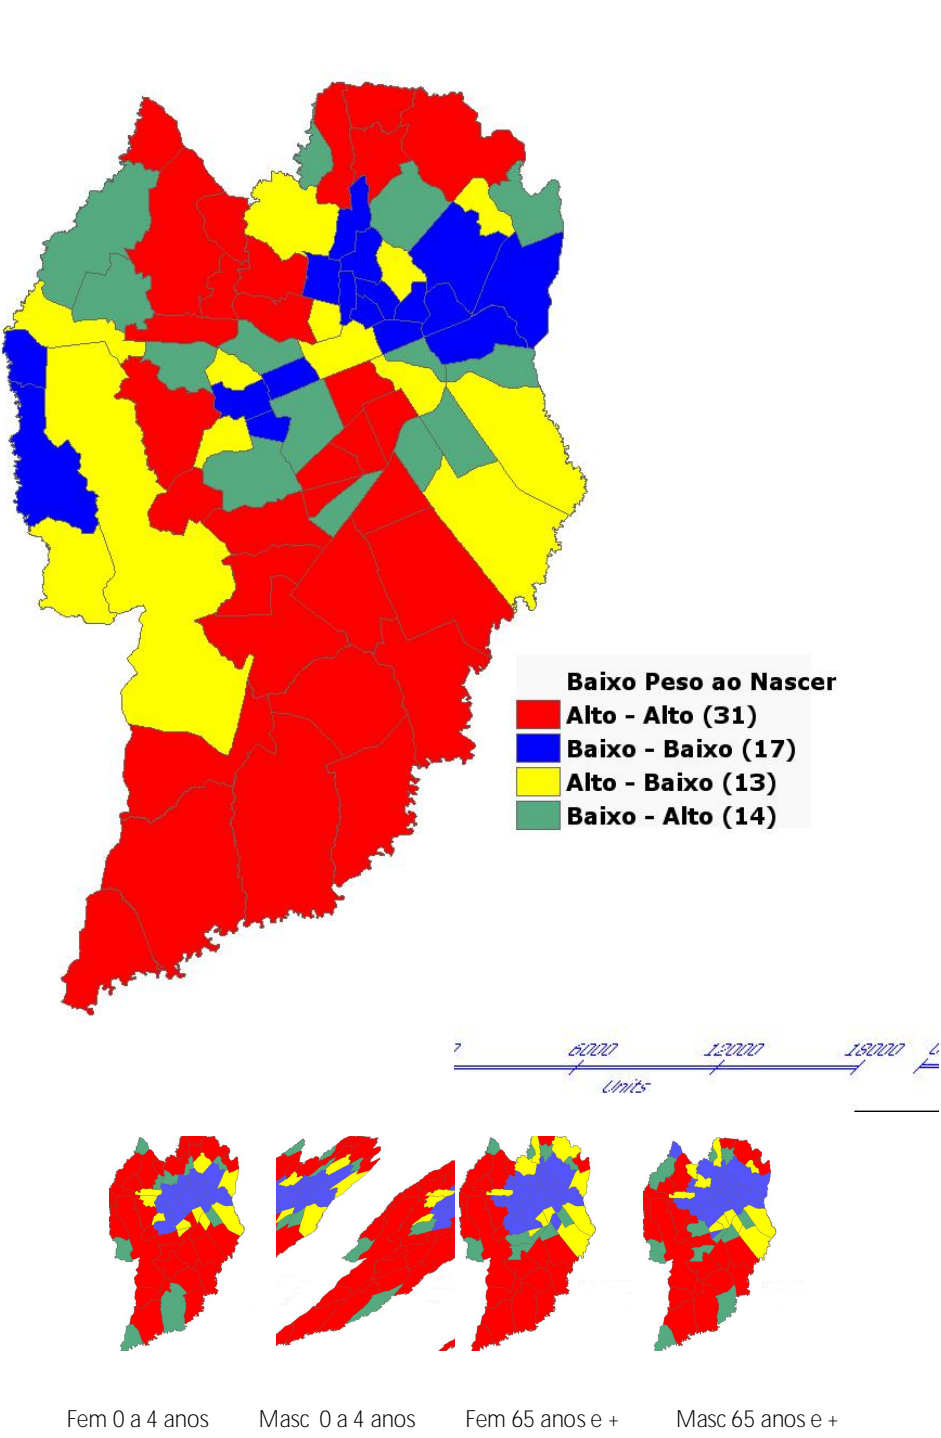 Baixo Peso ao Nascer
Alto - Alto (31)
Baixo - Baixo (17)
Alto - Baixo (13)
Baixo - Alto (14)
6000 12000 18000
Units
Fem 0 a 4 anos Masc 0 a 4 anos Fem 65 anos e + Masc 65 anos e +